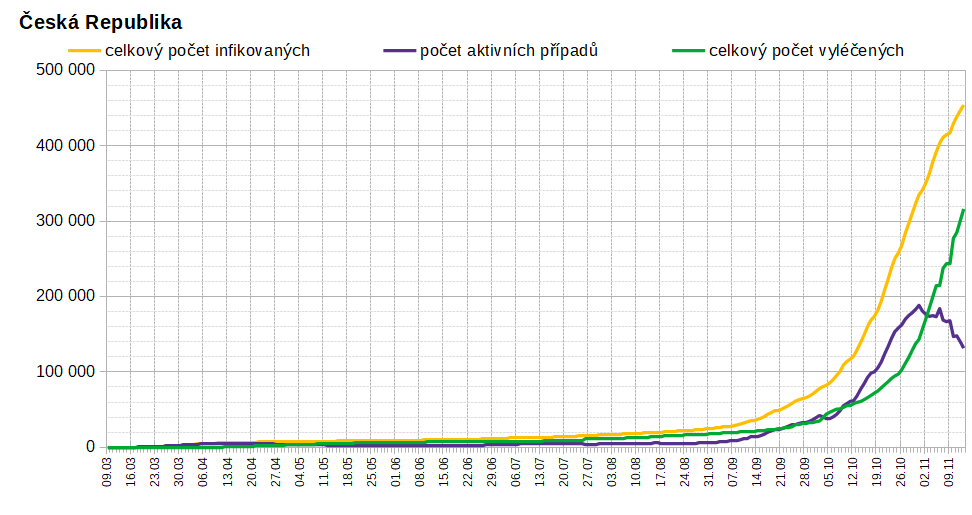 Česká Republika
celkový počet infikovaných počet aktivních případů celkový počet vyléčených
500 000
400 000
300 000
200 000
100 000
0
09.03 16.03 23.03 30.03 06.04 13.04 20.04 27.04 04.05 11.05 18.05 25.05 01.06 08.06 15.06 22.06 29.06 06.07 13.07 20.07 27.07 03.08 10.08 17.08 24.08 31.08 07.09 14.09 21.09 28.09 05.10 12.10 19.10 26.10 02.11 09.11